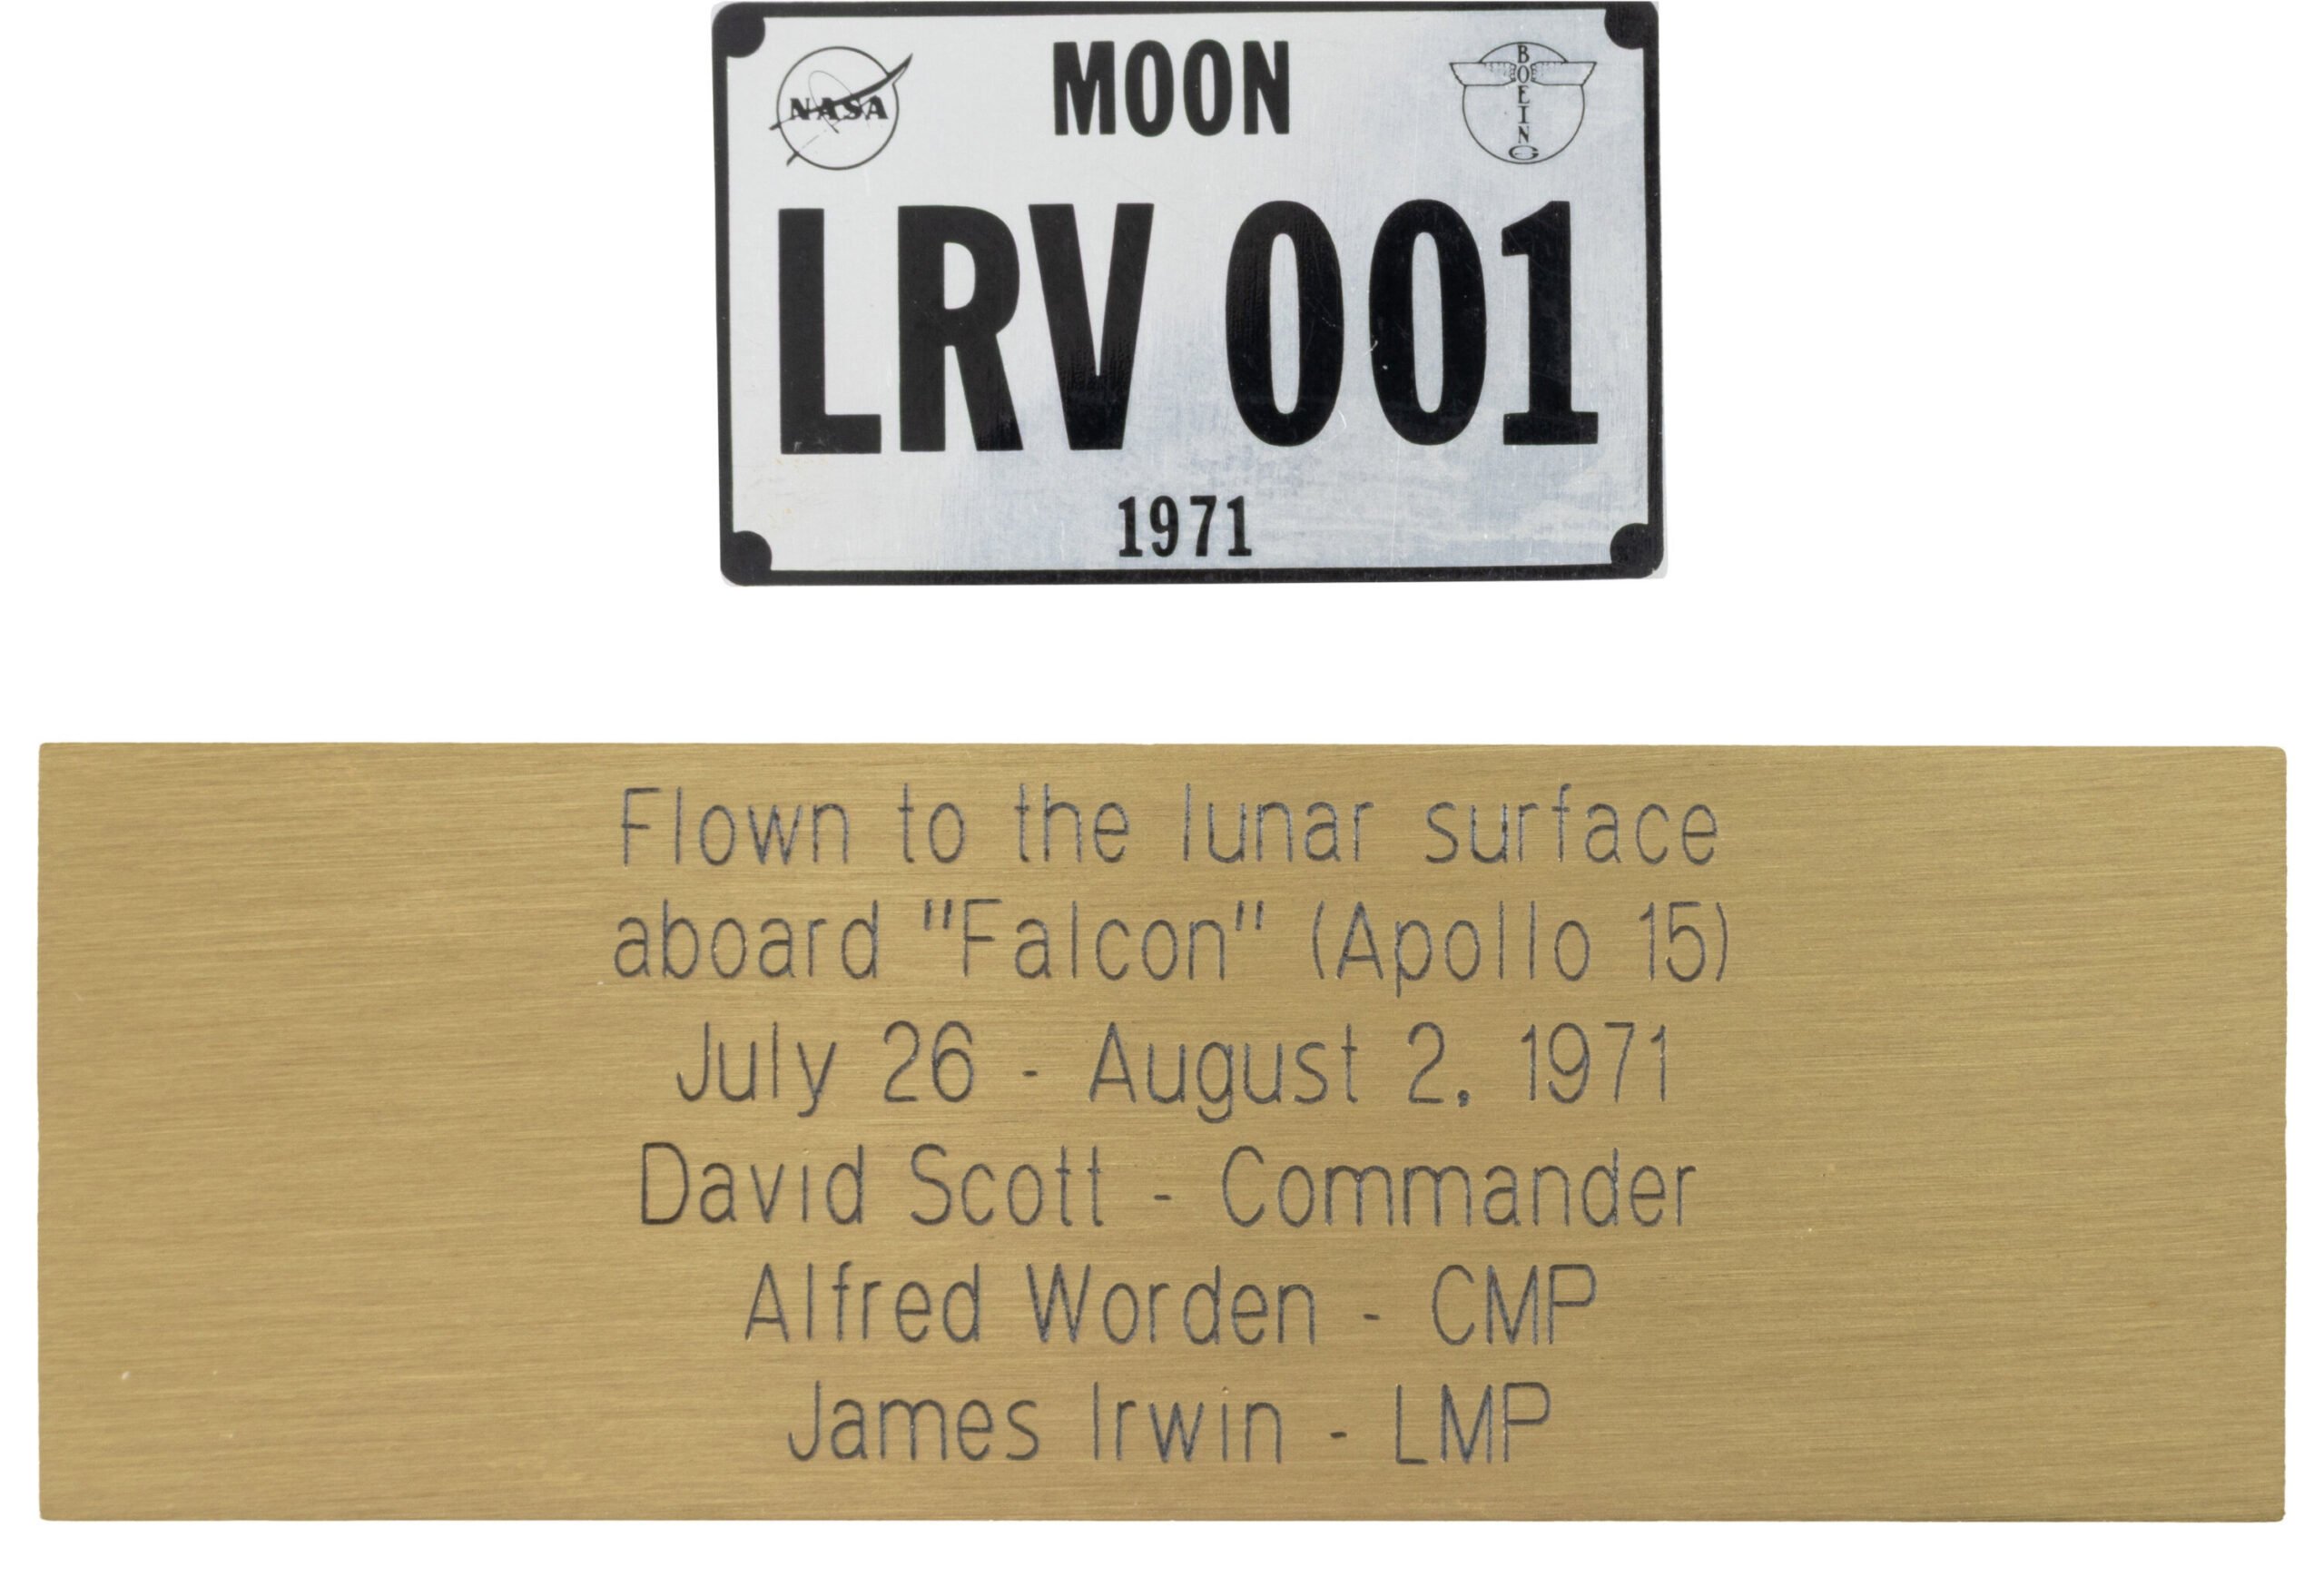 MOON
NASA
BOEING
LRV 001
1971
Flown to the lunar surface
aboard "Falcon" (Apollo 15)
July 26 - August 2, 1971
David Scott - Commander
Alfred Worden - CMP
James Irwin - LMP